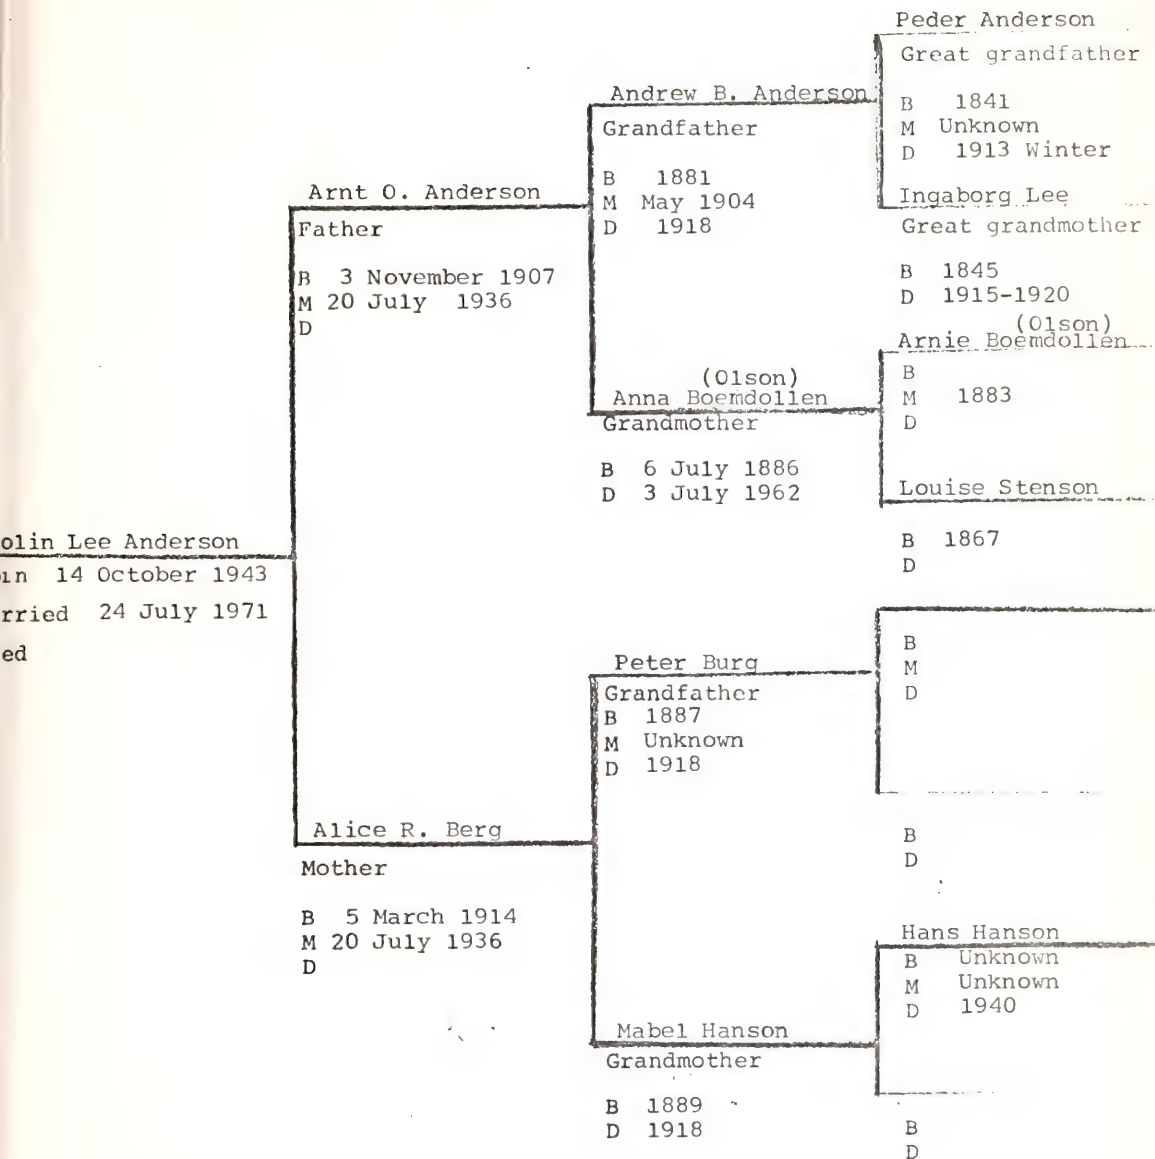 Peder Anderson
Great grandfather
B 1841
M Unknown
D 1913 Winter
Andrew B. Anderson
Grandfather
B 1881
M May 1904
D 1918
Ingaborg Lee
Great grandmother
B 1845
D 1915-1920
Arnt O. Anderson
Father
B 3 November 1907
M 20 July 1936
D
(Olson)
Arnie Boemdollen
B
M 1883
D
(Olson)
Anna Boemdollen
Grandmother
B 6 July 1886
D 3 July 1962
Louise Stenson
B 1867
D
olin Lee Anderson
14 October 1943
rried 24 July 1971
ed
B
M
D
Peter Burg
Grandfather
B 1887
M Unknown
D 1918
B
D
Alice R. Berg
Mother
B 5 March 1914
M 20 July 1936
D
Hans Hanson
B Unknown
M Unknown
D 1940
Mabel Hanson
Grandmother
B 1889
D 1918
B
D